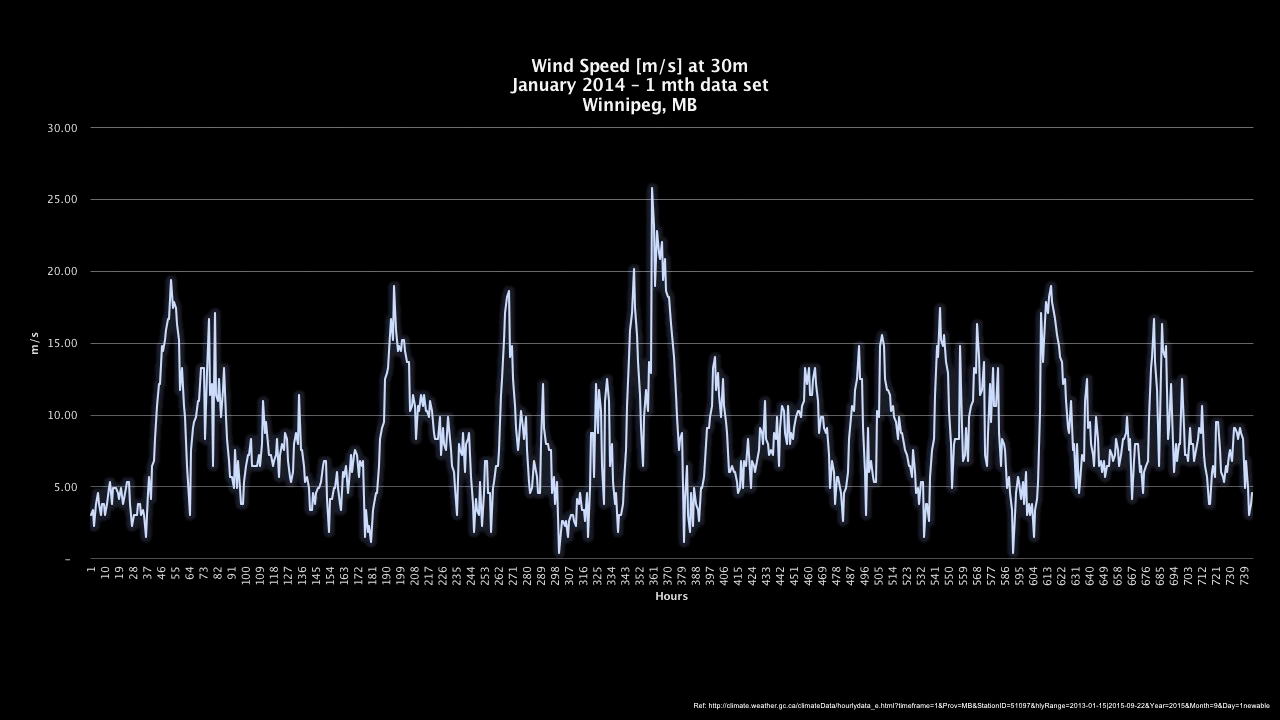 Wind Speed [m/s] at 30m
January 2014 – 1 mth data set
Winnipeg, MB
30.00
25.00
20.00
15.00
10.00
5.00
–
m/s
1 10 19 28 37 46 55 64 73 82 91 100 109 118 127 136 145 154 163 172 181 190 199 208 217 226 235 244 253 262 271 280 289 298 307 316 325 334 343 352 361 370 379 388 397 406 415 424 433 442 451 460 469 478 487 496 505 514 523 532 541 550 559 568 577 586 595 604 613 622 631 640 649 658 667 676 685 694 703 712 721 730 739
Hours
Ref: http://climate.weather.gc.ca/climateData/hourlydata_e.html?timeframe=1&Prov=MB&StationID=51097&hlyRange=2013-01-15|2015-09-22&Year=2015&Month=9&Day=1newable